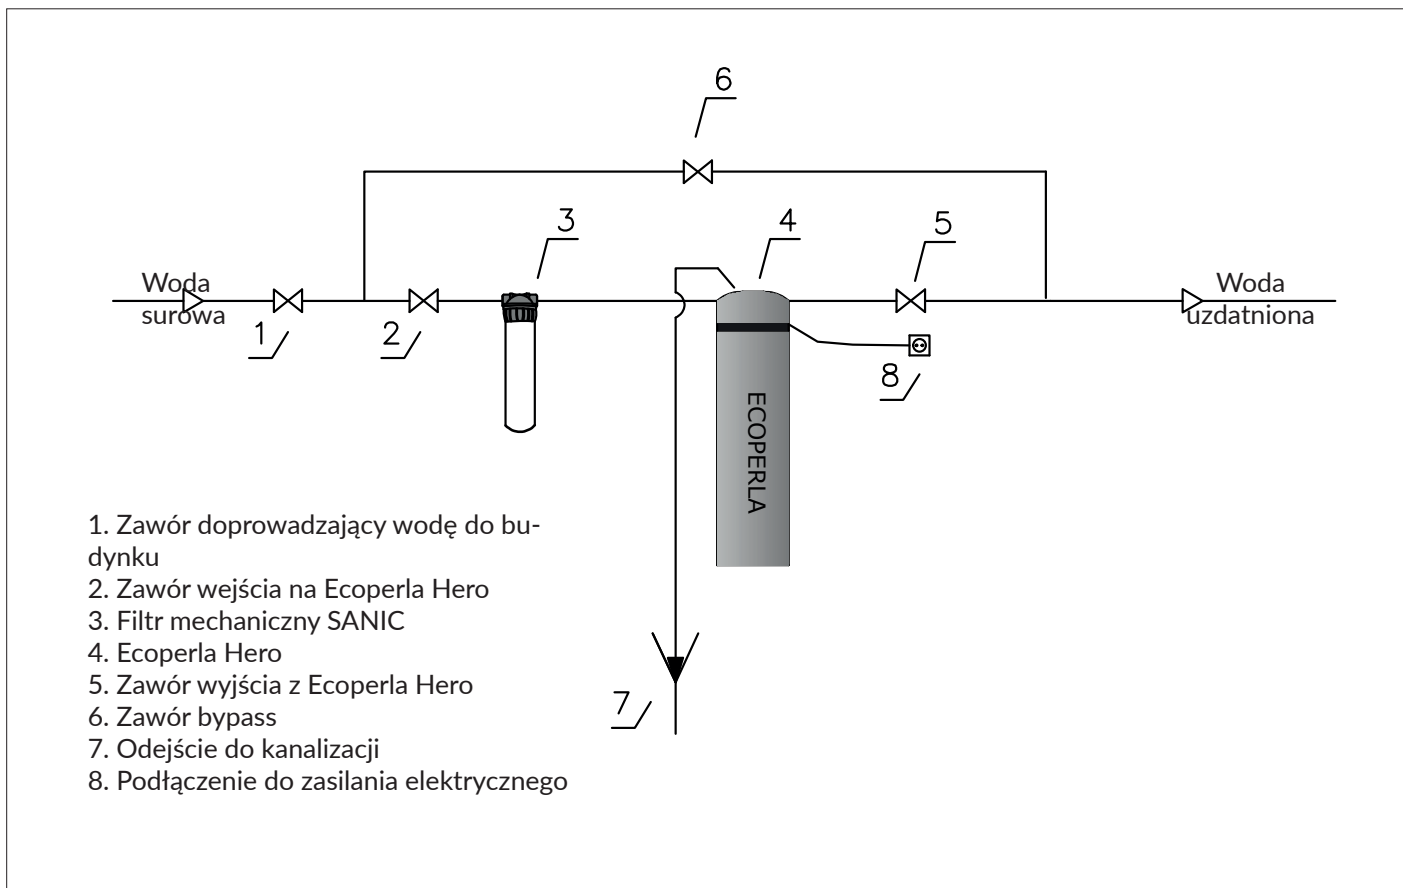 6
3
4
5
Woda
surowa
Woda
uzdatniona
1
2
8
ECOPERLA
7
1. Zawór doprowadzający wodę do bu-
dynku
2. Zawór wejścia na Ecoperla Hero
3. Filtr mechaniczny SANIC
4. Ecoperla Hero
5. Zawór wyjścia z Ecoperla Hero
6. Zawór bypass
7. Odejście do kanalizacji
8. Podłączenie do zasilania elektrycznego